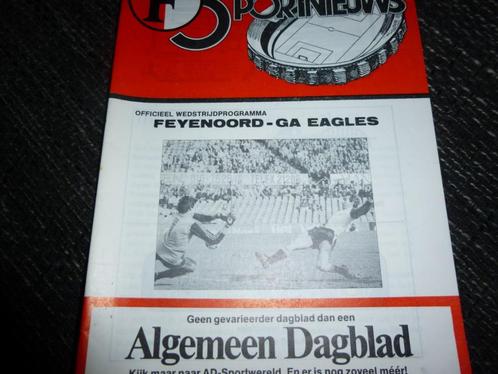 F
SPORTNIEUWS
OFFICIEEL WEDSTRIJDPROGRAMMA
FEYENOORD-GA EAGLES
Geen gevarieerder dagblad dan een
Algemeen Dagblad
Kijk maar naar AD-Sportwereld. En er is nog zoveel méér!